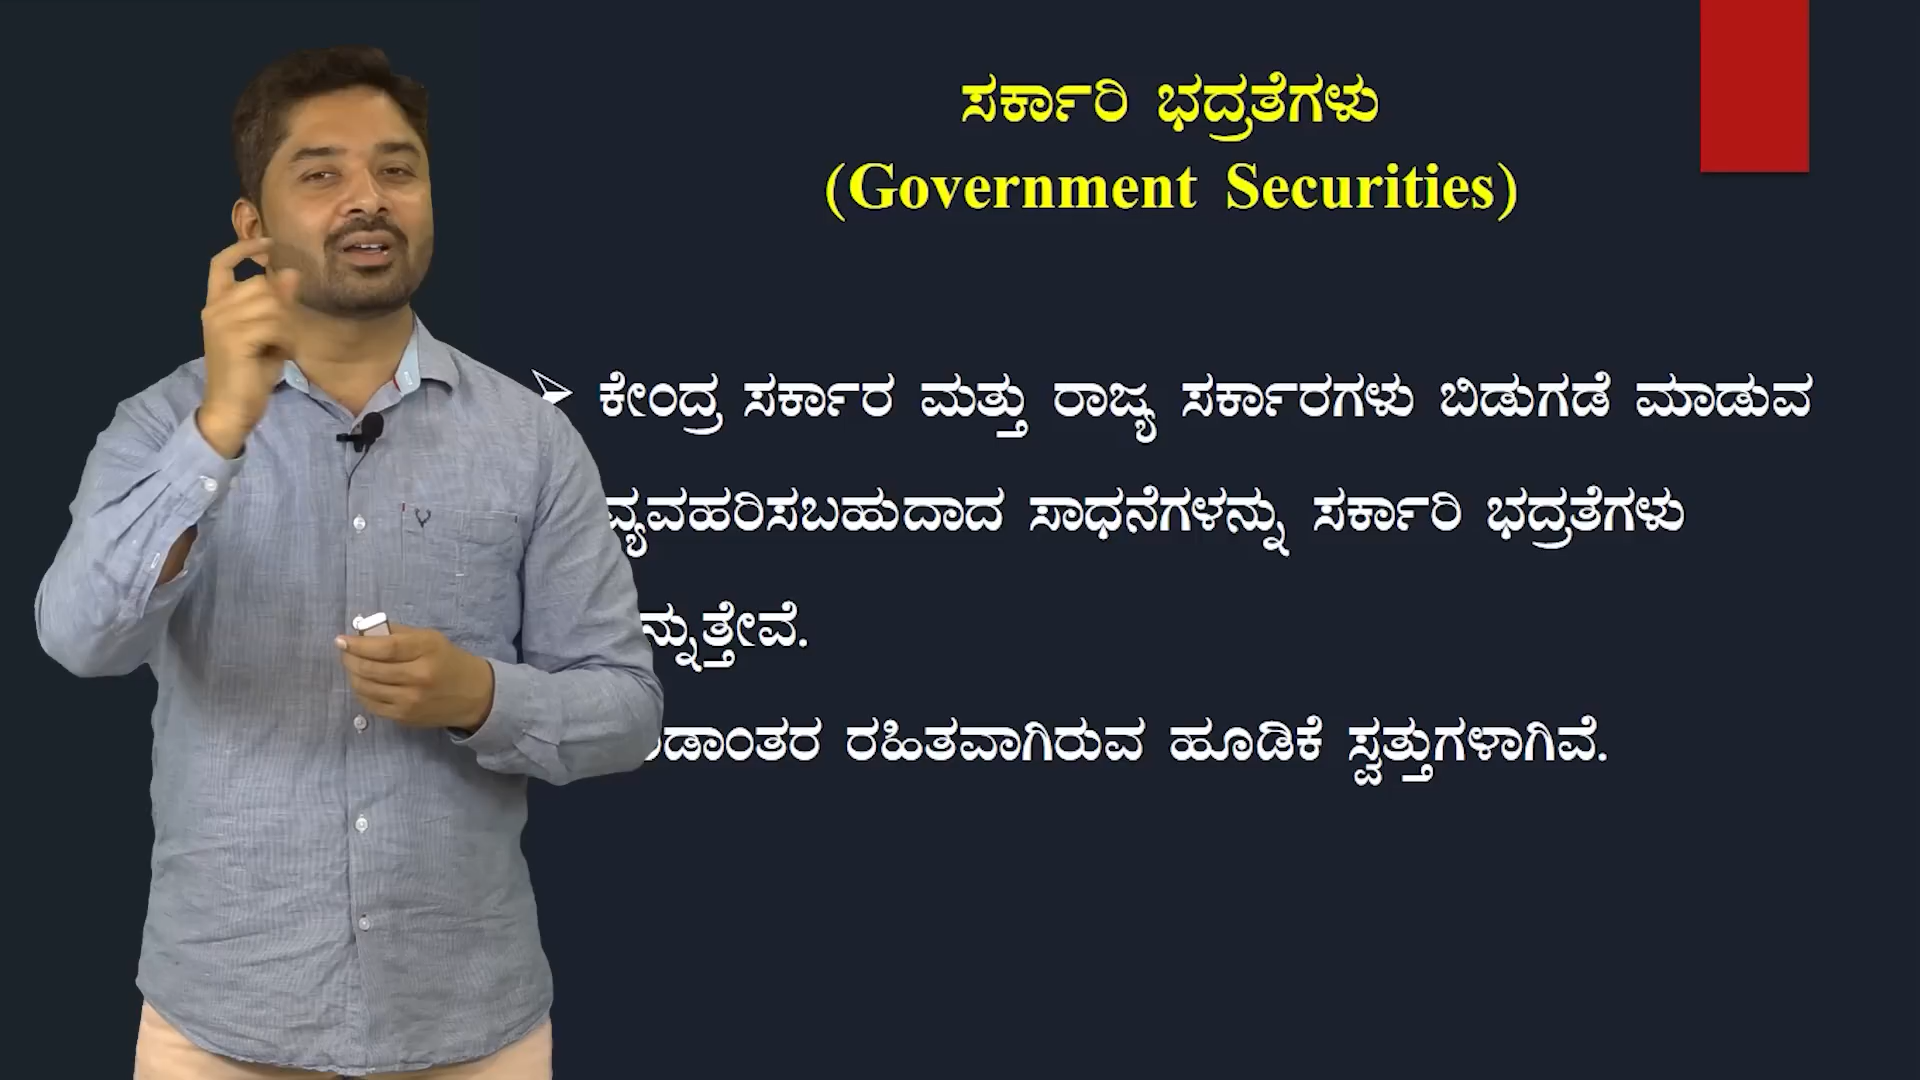 ಸರ್ಕಾರಿ ಭದ್ರತೆಗಳು
(Government Securities)
ಕೇಂದ್ರ ಸರ್ಕಾರ ಮತ್ತು ರಾಜ್ಯ ಸರ್ಕಾರಗಳು ಬಿಡುಗಡೆ ಮಾಡುವ
ವ್ಯವಹರಿಸಬಹುದಾದ ಸಾಧನೆಗಳನ್ನು ಸರ್ಕಾರಿ ಭದ್ರತೆಗಳು
ರಹಿತವಾಗಿರುವ ಹೂಡಿಕೆ ಸ್ವತ್ತುಗಳಾಗಿವೆ.